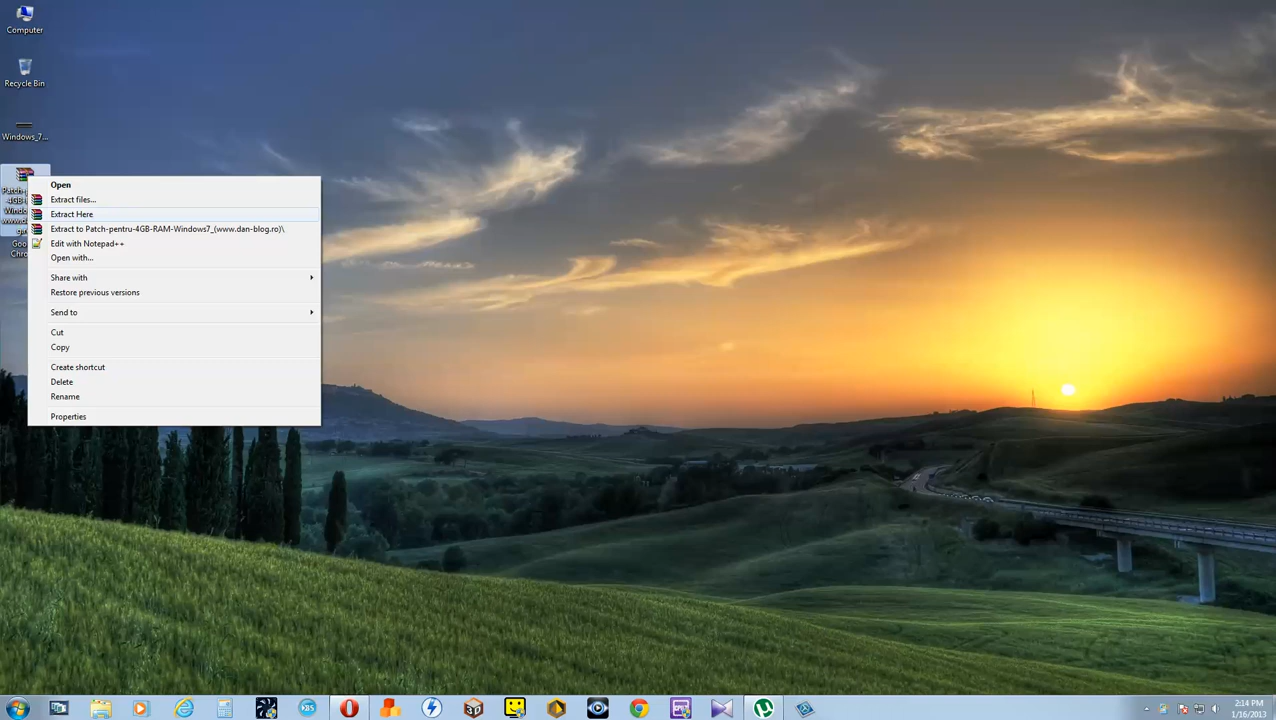 Computer
Recycle Bin
Windows_7...
Open
Extract files...
Extract Here
Extract to Patch-pentru-4GB-RAM-Windows7_(www.dan-blog.ro)\
Edit with Notepad++
Open with...
Share with
Restore previous versions
Send to
Cut
Copy
Create shortcut
Delete
Rename
Properties
KBS
3D
2:14 PM
1/16/2013